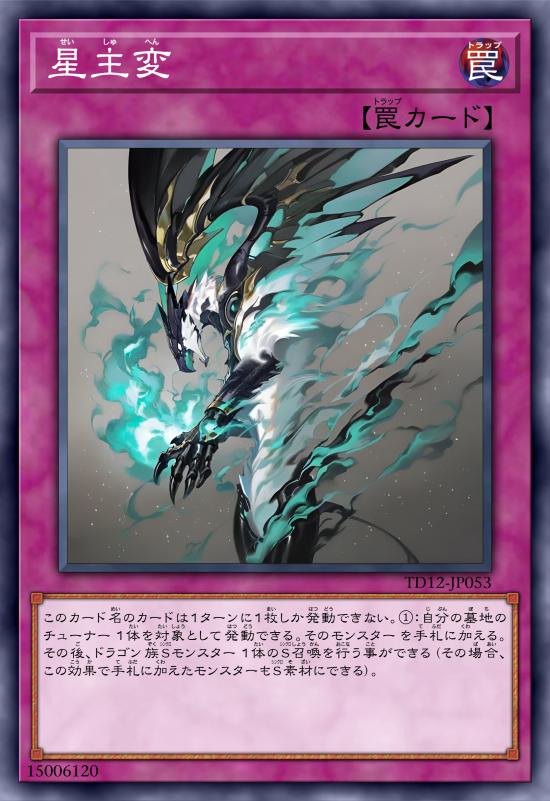 星主変
罠
【罠カード】
TD12-JP053
このカード名のカードは1ターンに1枚しか発動できない。①:自分の墓地の
チューナー1体を対象として発動できる。そのモンスターを手札に加える。
その後、ドラゴン族Sモンスター1体のS召喚を行う事ができる(その場合、
この効果で手札に加えたモンスターもS素材にできる)。
15006120